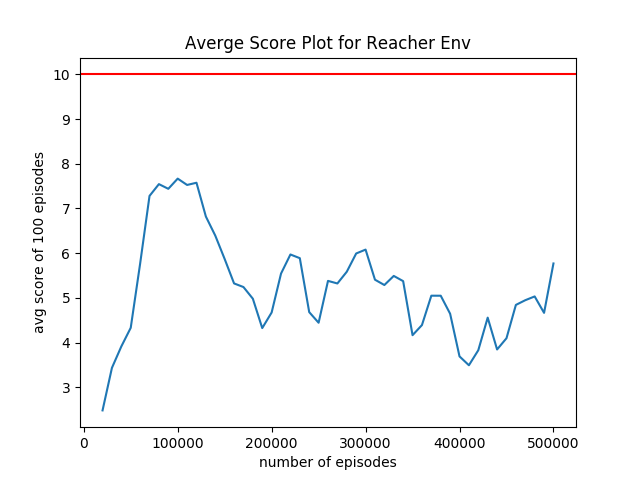 Averge Score Plot for Reacher Env
avg score of 100 episodes
10
9
8
7
6
5
4
3
0 100000 200000 300000 400000 500000
number of episodes